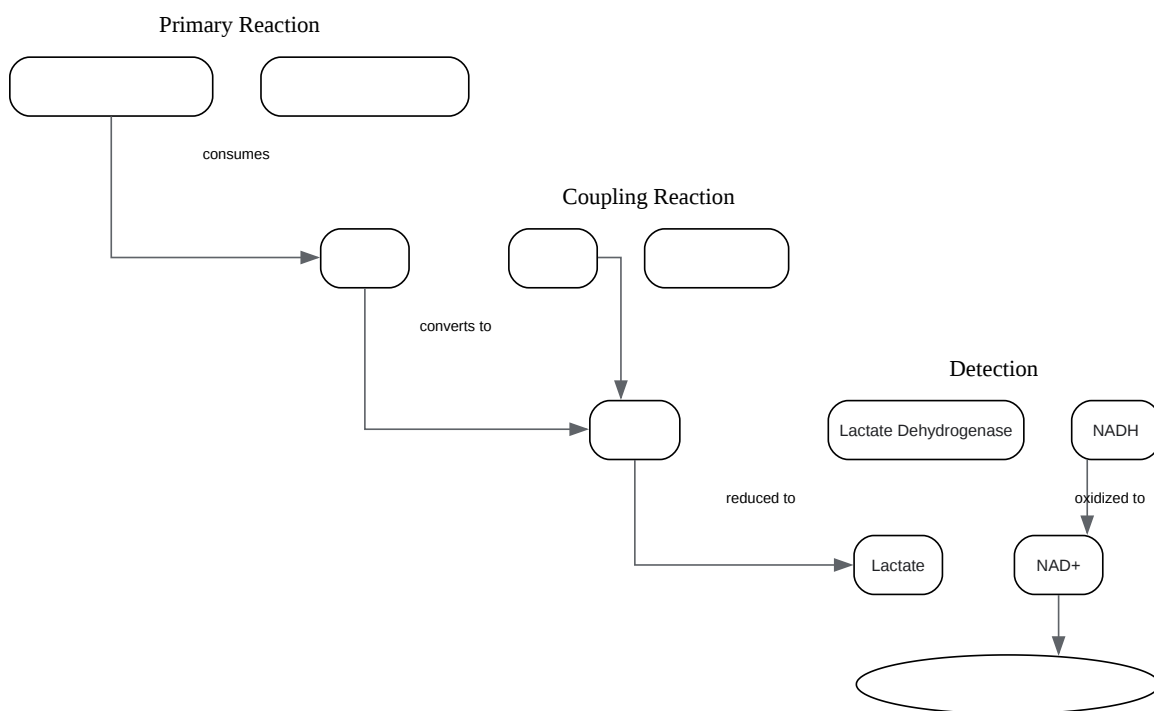 Primary Reaction
consumes
Coupling Reaction
converts to
Detection
Lactate Dehydrogenase
NADH
reduced to
oxidized to
Lactate
NAD+